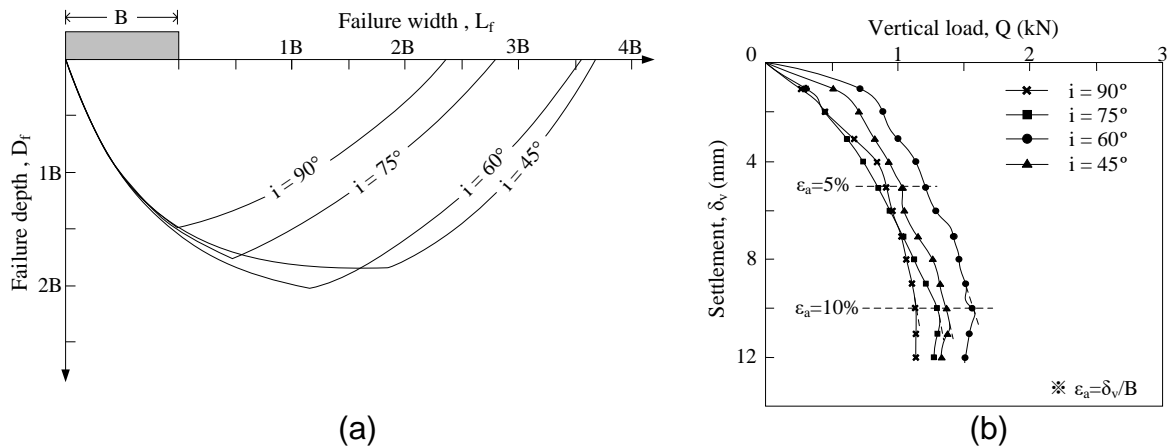 B
Failure width , L_f
1B
2B
3B
4B
Failure depth , D_f
1B
2B
i = 90°
i = 75°
i = 60°
i = 45°
(a)
Vertical load, Q (kN)
0
1
2
3
Settlement, δ_v (mm)
4
8
12
i = 90°
i = 75°
i = 60°
i = 45°
ε_a=5%
ε_a=10%
※ ε_a=δ_v/B
(b)